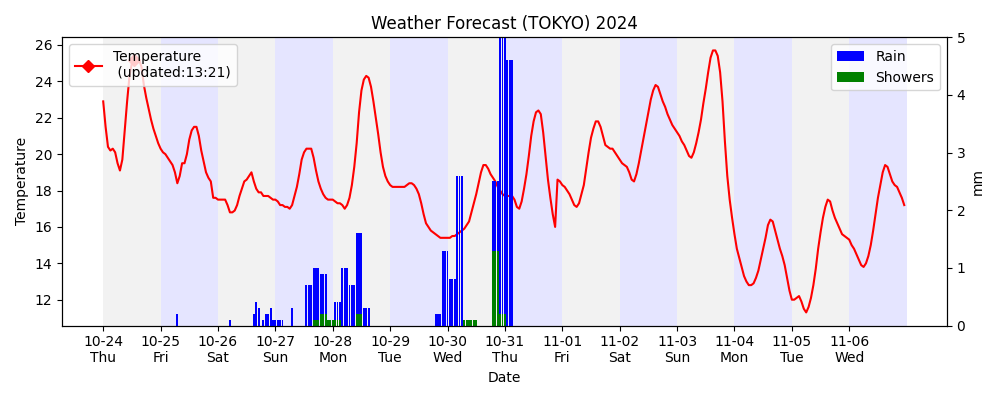 Weather Forecast (TOKYO) 2024
Temperature
(updated:13:21)
Rain
Showers
26
24
22
20
18
16
14
12
Temperature
5
4
3
2
1
0
mm
10-24 10-25 10-26 10-27 10-28 10-29 10-30 10-31 11-01 11-02 11-03 11-04 11-05 11-06
Thu Fri Sat Sun Mon Tue Wed Thu Fri Sat Sun Mon Tue Wed
Date